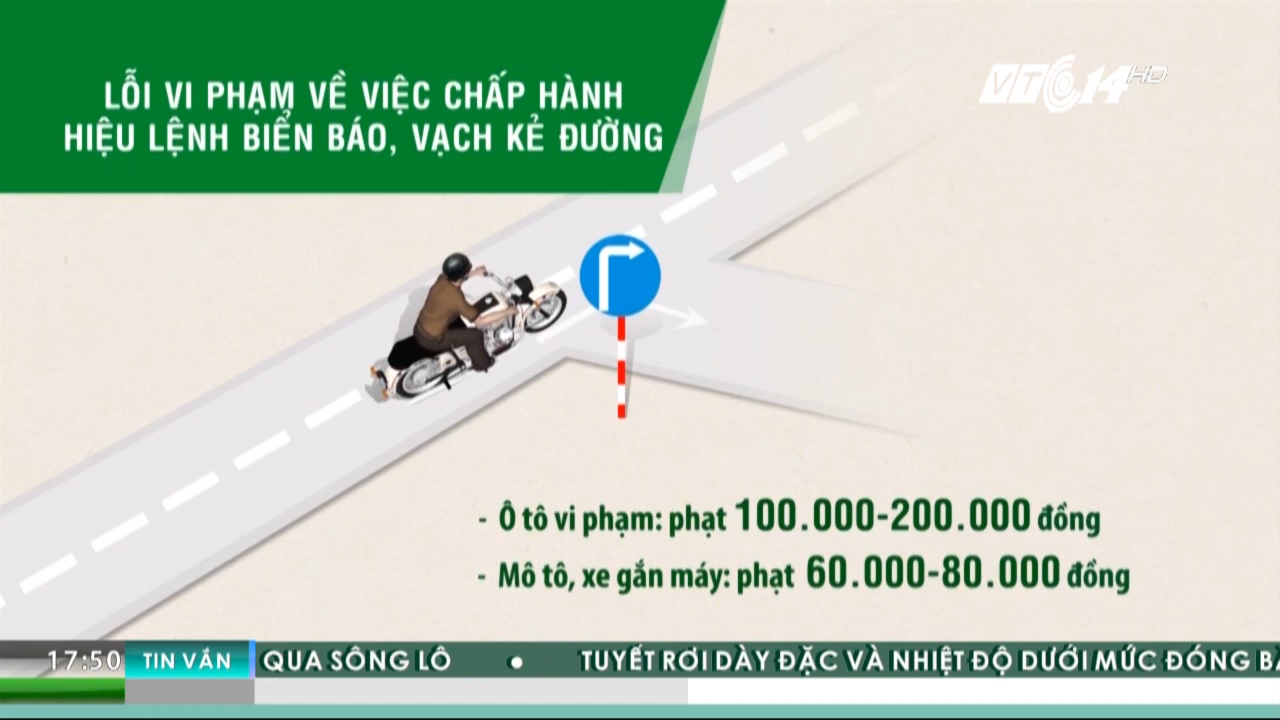 LỖI VI PHẠM VỀ VIỆC CHẤP HÀNH
HIỆU LỆNH BIỂN BÁO, VẠCH KẺ ĐƯỜNG
VTC14 HD
- Ô tô vi phạm: phạt 100.000-200.000 đồng
- Mô tô, xe gắn máy: phạt 60.000-80.000 đồng
17:50 TIN VẮN QUA SÔNG LÔ • TUYẾT RƠI DÀY ĐẶC VÀ NHIỆT ĐỘ DƯỚI MỨC ĐÓNG BĂ